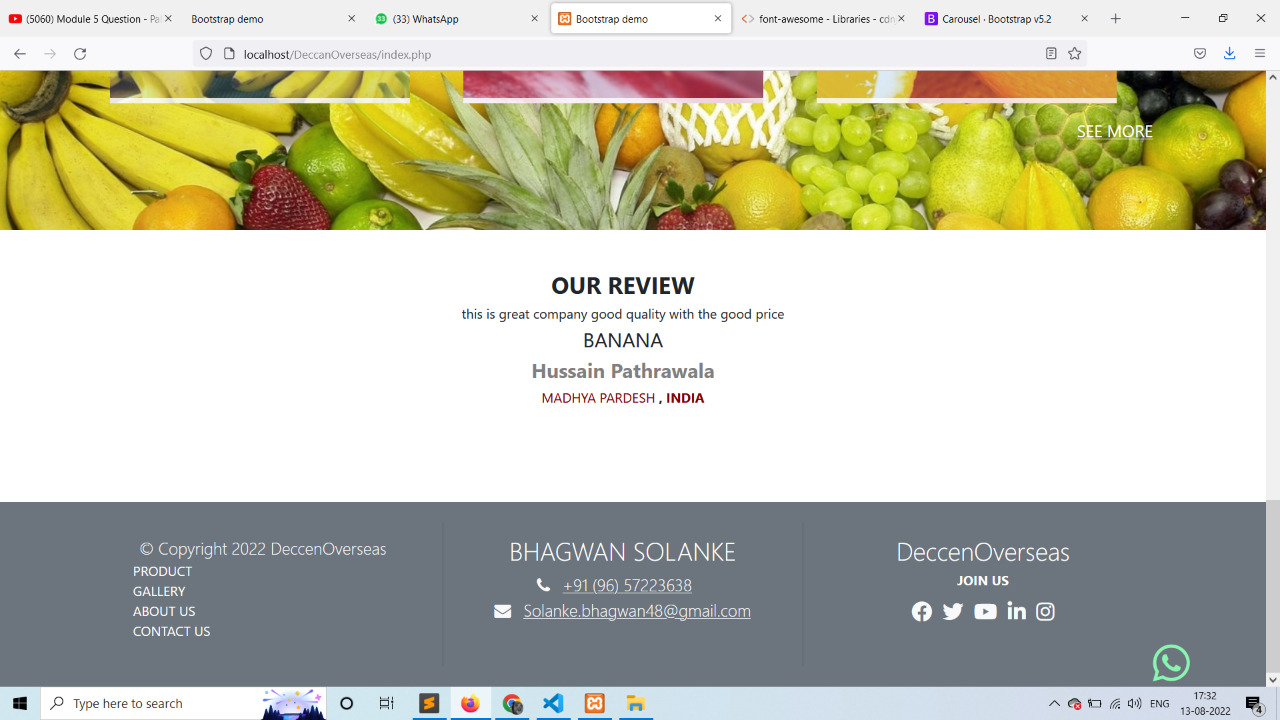 (5060) Module 5 Question - Pa
Bootstrap demo
(33) WhatsApp
Bootstrap demo
font-awesome - Libraries - cdn
Carousel · Bootstrap v5.2
localhost/DeccanOverseas/index.php
SEE MORE
OUR REVIEW
this is great company good quality with the good price
BANANA
Hussain Pathrawala
MADHYA PARDESH , INDIA
© Copyright 2022 DeccenOverseas
PRODUCT
GALLERY
ABOUT US
CONTACT US
BHAGWAN SOLANKE
+91 (96) 57223638
Solanke.bhagwan48@gmail.com
DeccenOverseas
JOIN US
Type here to search
ENG
17:32
13-08-2022
4